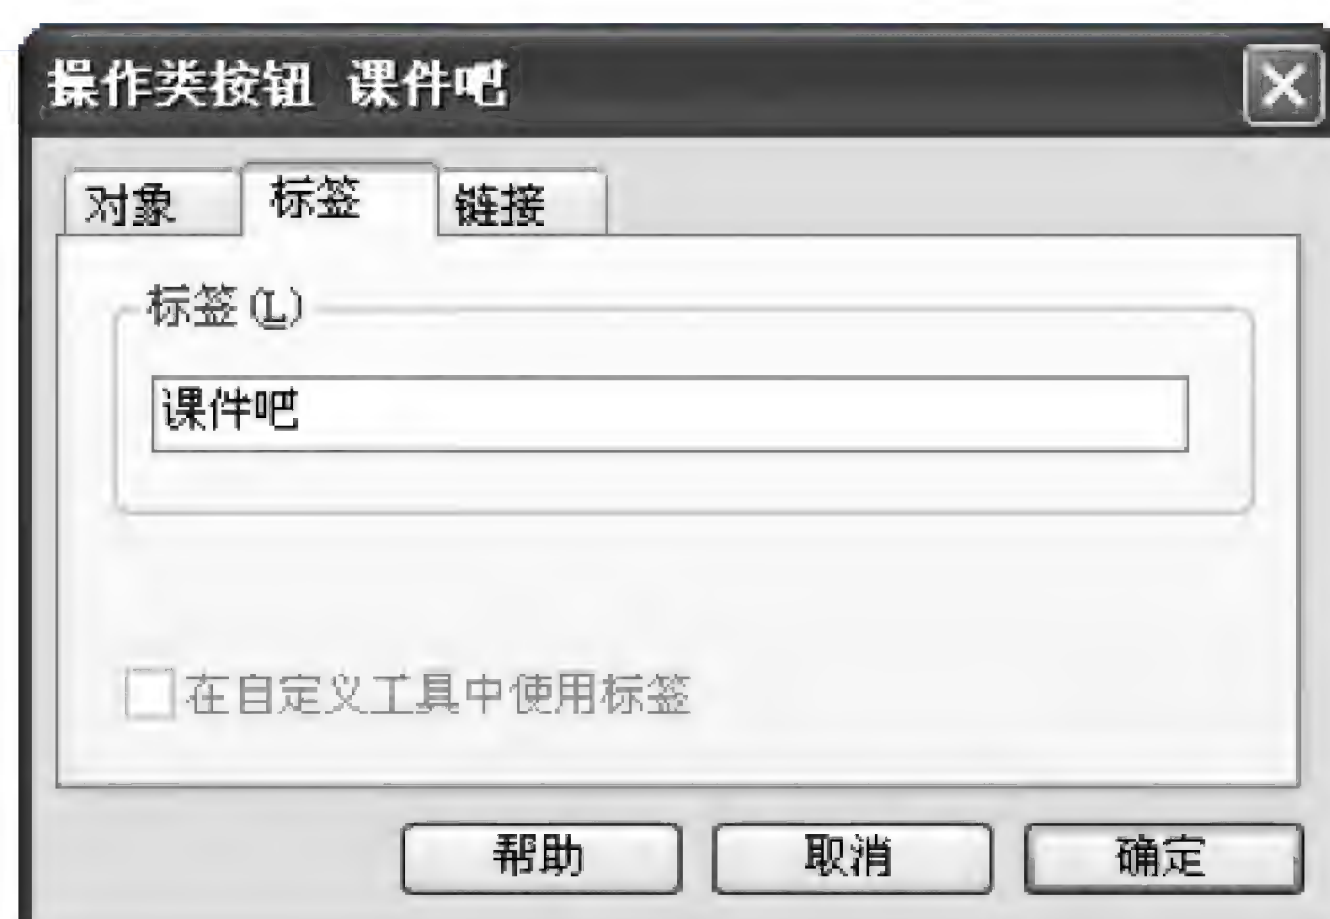 操作类按钮 课件吧
对象 标签 链接
标签(L)
课件吧
在自定义工具中使用标签
帮助 取消 确定